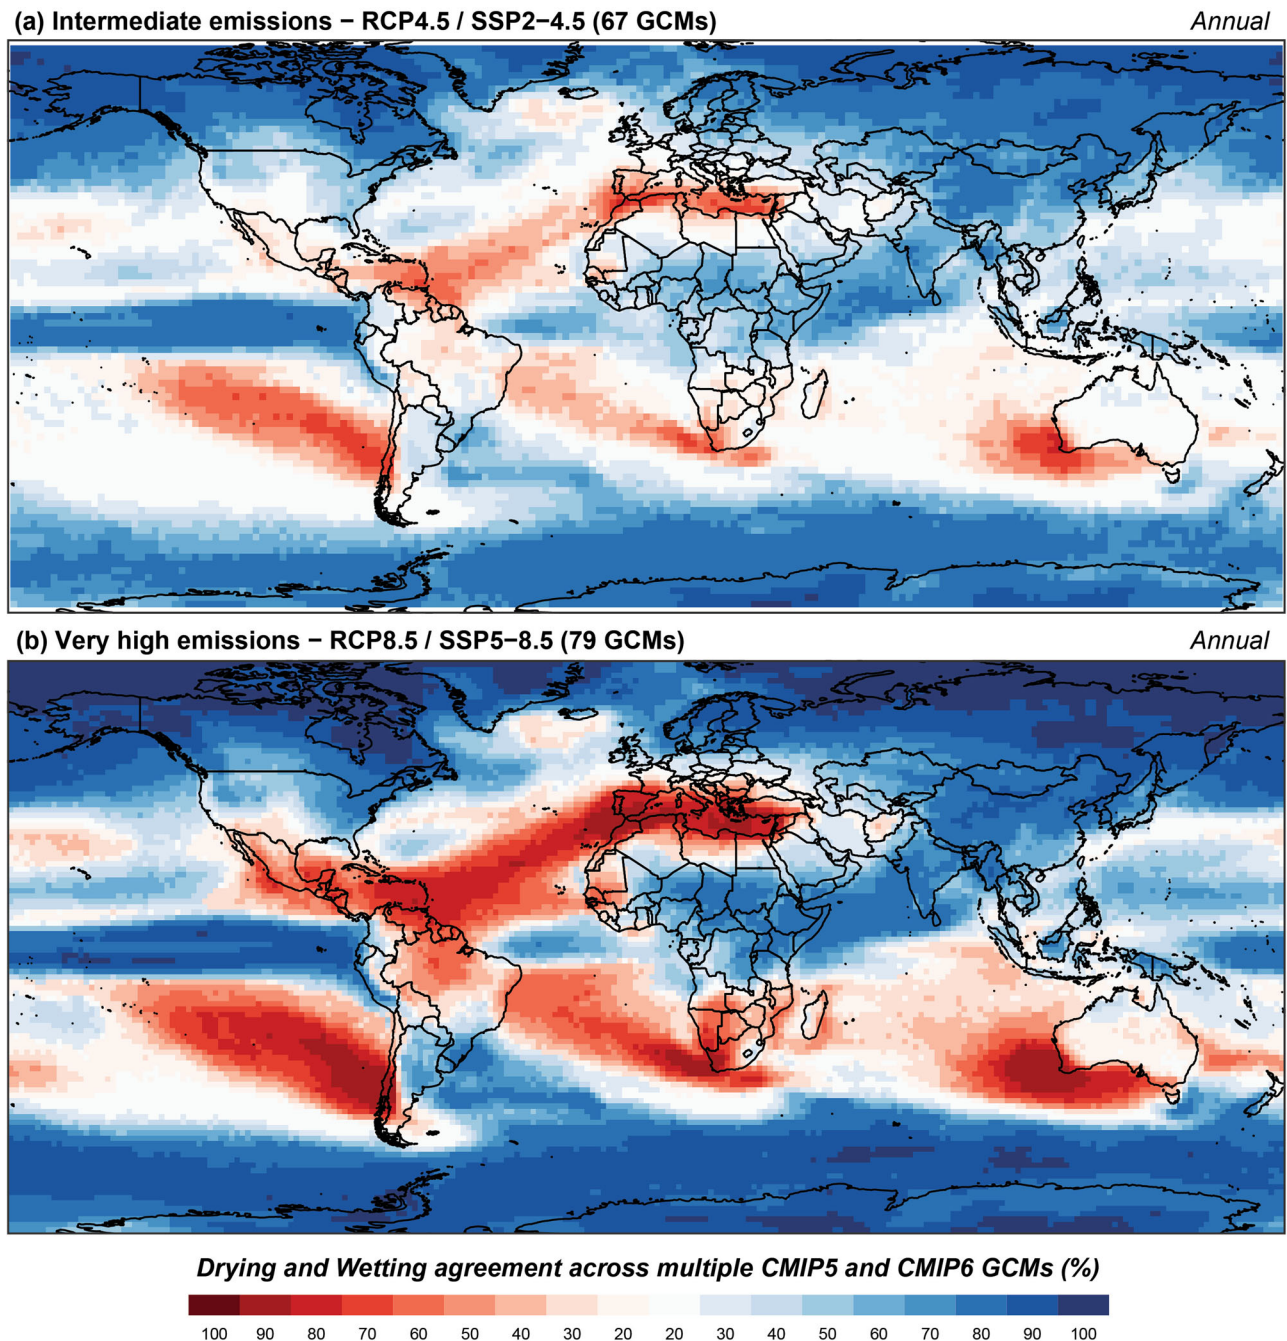 (a) Intermediate emissions – RCP4.5 / SSP2–4.5 (67 GCMs) Annual
(b) Very high emissions – RCP8.5 / SSP5–8.5 (79 GCMs) Annual
Drying and Wetting agreement across multiple CMIP5 and CMIP6 GCMs (%)
100 90 80 70 60 50 40 30 20 20 30 40 50 60 70 80 90 100